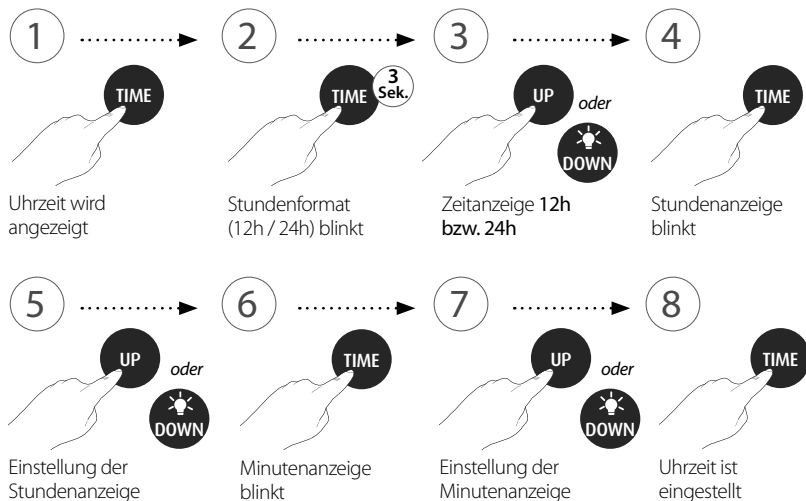 1
2
3
4
TIME
TIME
3
Sek.
UP
oder
DOWN
TIME
Uhrzeit wird
angezeigt
Stundenformat
(12h / 24h) blinkt
Zeitanzeige 12h
bzw. 24h
Stundenanzeige
blinkt
5
6
7
8
UP
oder
DOWN
TIME
UP
oder
DOWN
TIME
Einstellung der
Stundenanzeige
Minutenanzeige
blinkt
Einstellung der
Minutenanzeige
Uhrzeit ist
eingestellt